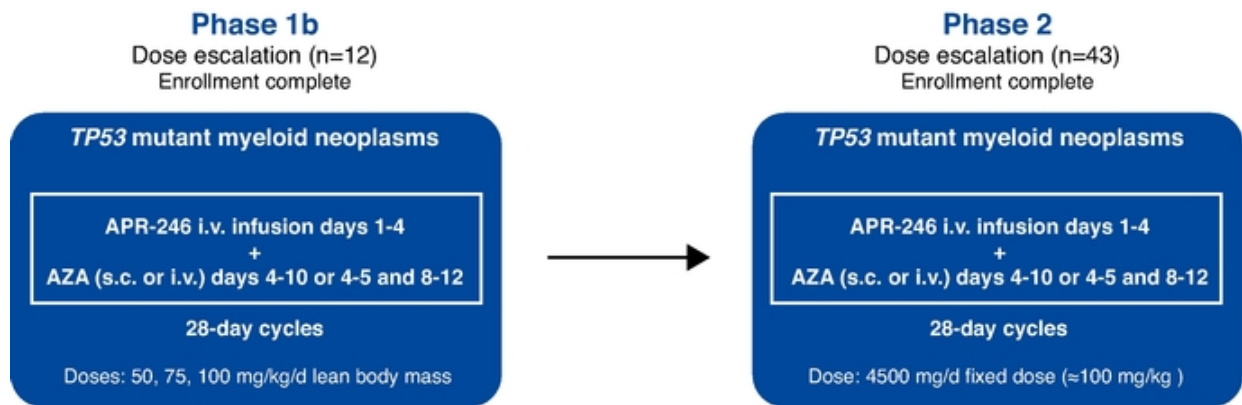 Phase 1b
Dose escalation (n=12)
Enrollment complete
TP53 mutant myeloid neoplasms
APR-246 i.v. infusion days 1-4
+
AZA (s.c. or i.v.) days 4-10 or 4-5 and 8-12
28-day cycles
Doses: 50, 75, 100 mg/kg/d lean body mass
Phase 2
Dose escalation (n=43)
Enrollment complete
TP53 mutant myeloid neoplasms
APR-246 i.v. infusion days 1-4
+
AZA (s.c. or i.v.) days 4-10 or 4-5 and 8-12
28-day cycles
Dose: 4500 mg/d fixed dose (≈100 mg/kg )